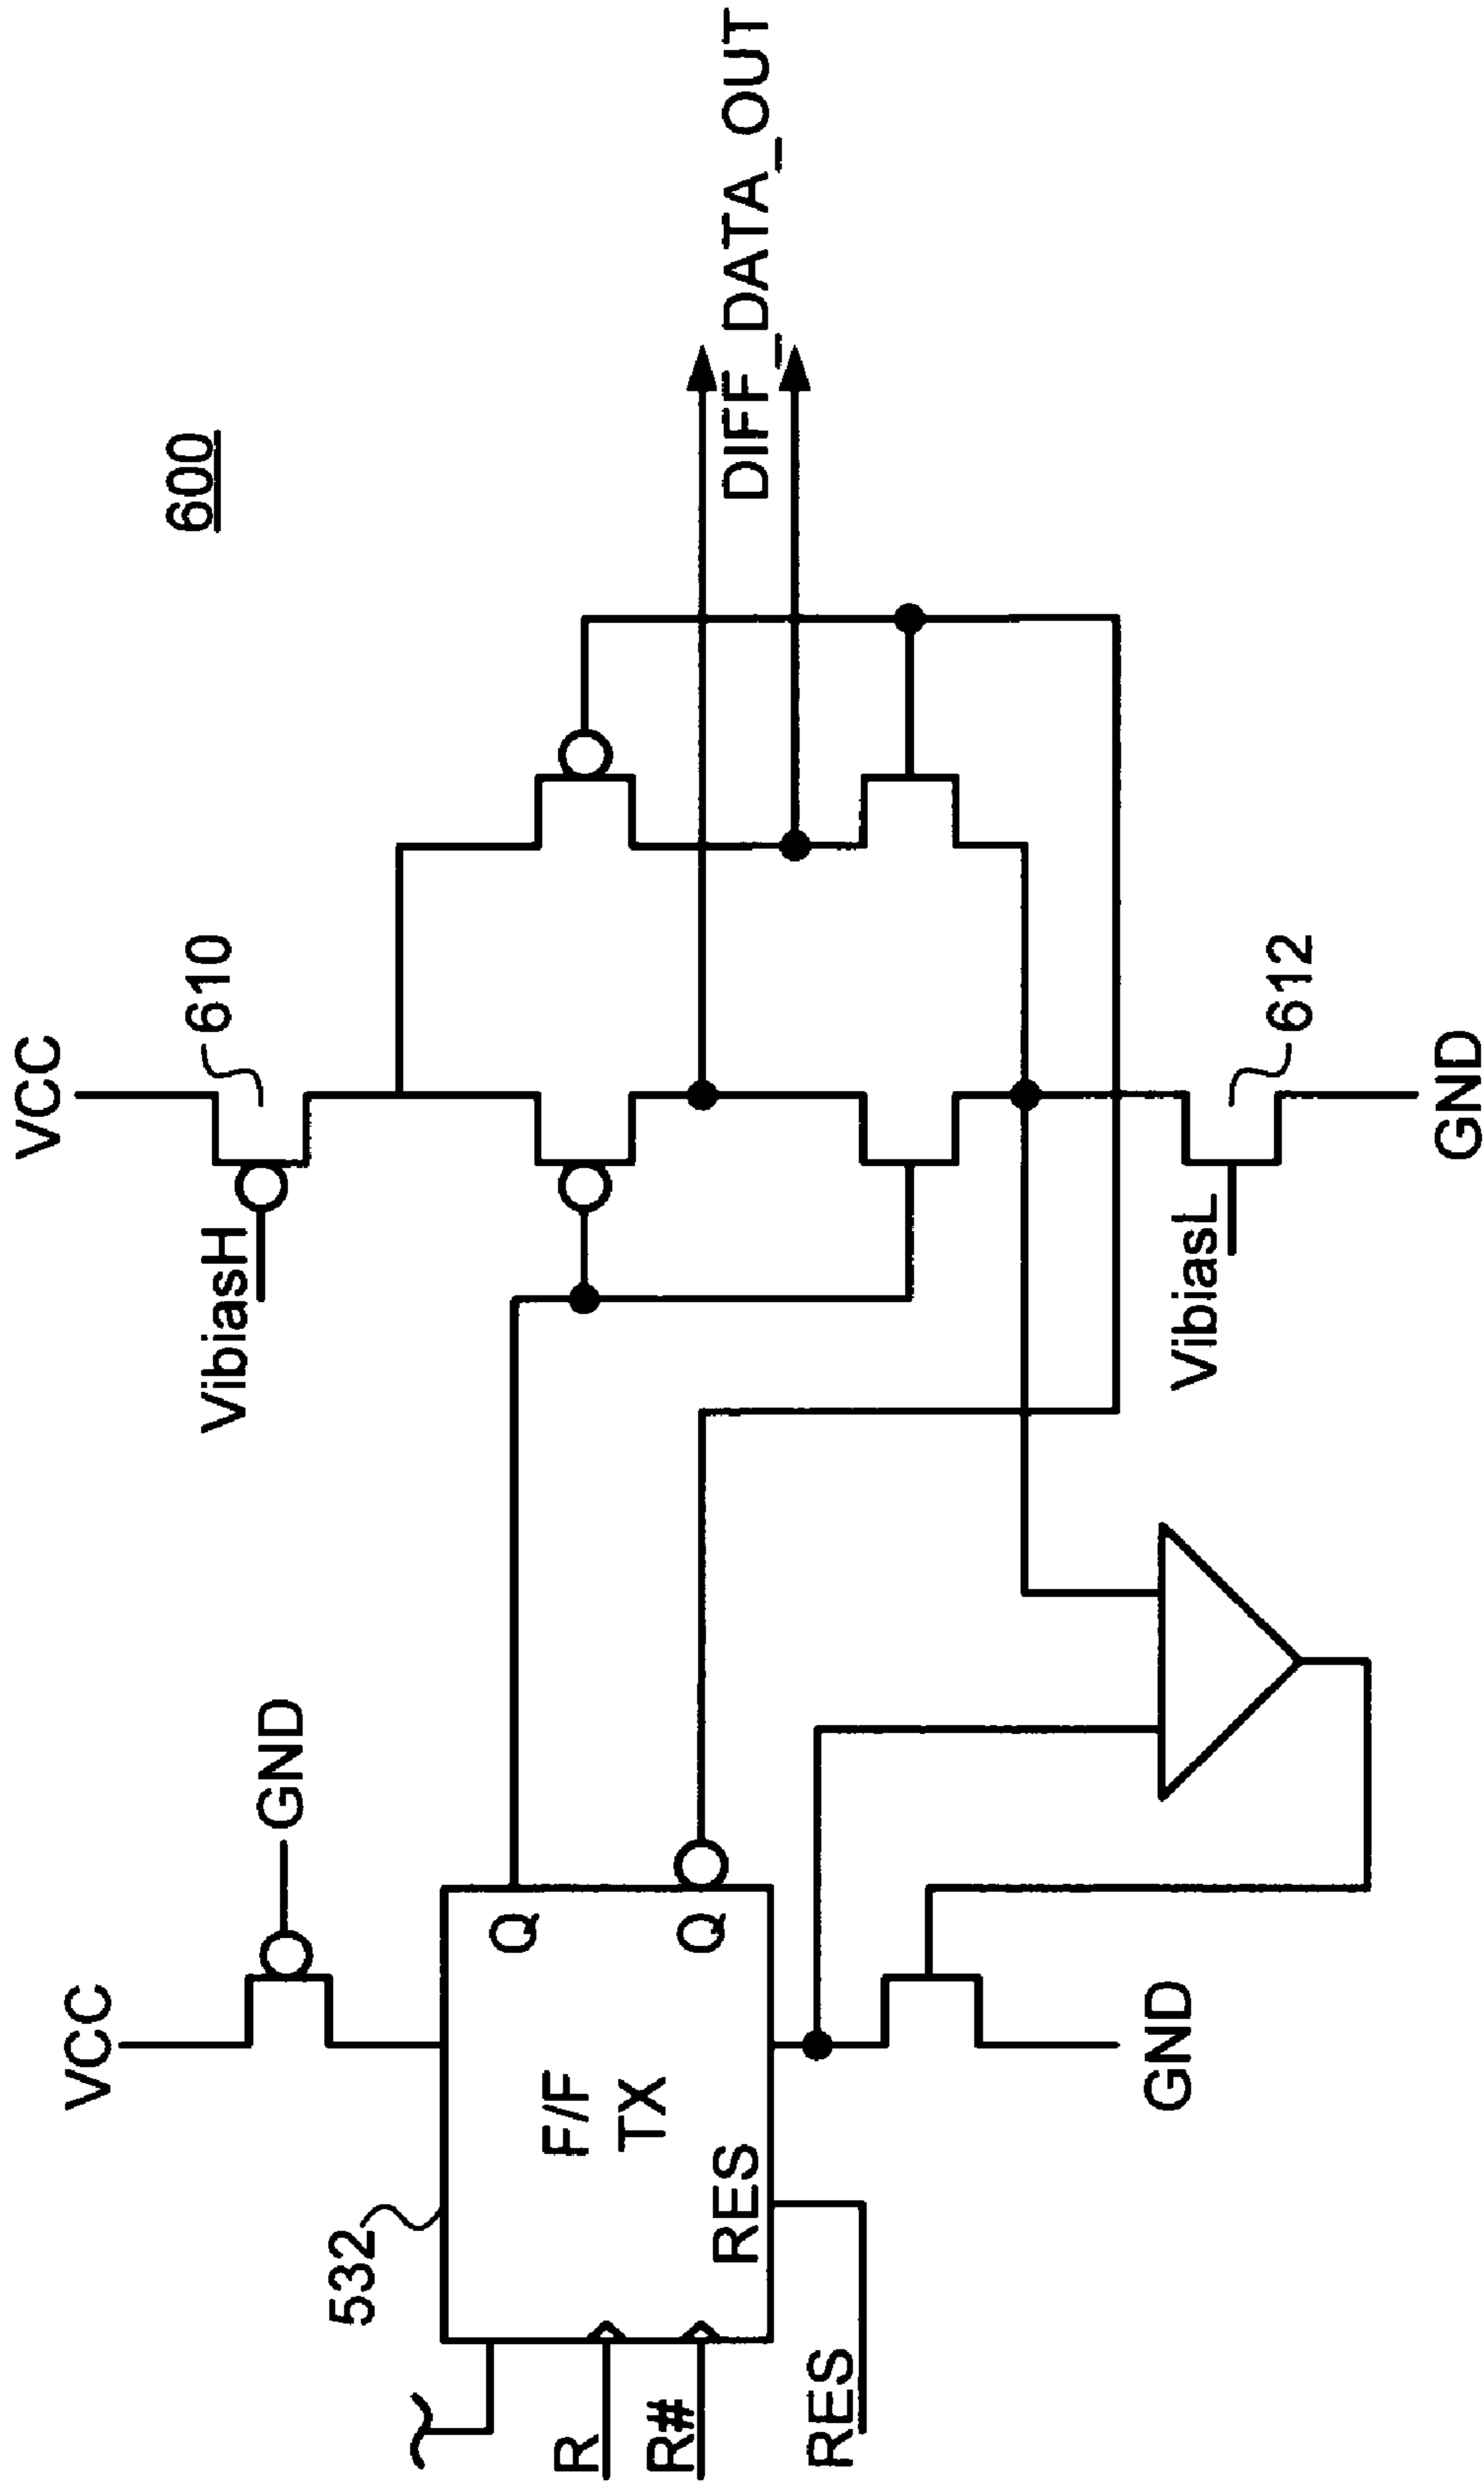 600
VCC
610
VibiasH
VCC
GND
532
Q
F/F
TX
Q
RES
R
R#
RES
DIFF_DATA_OUT
VibiasL
612
GND
GND